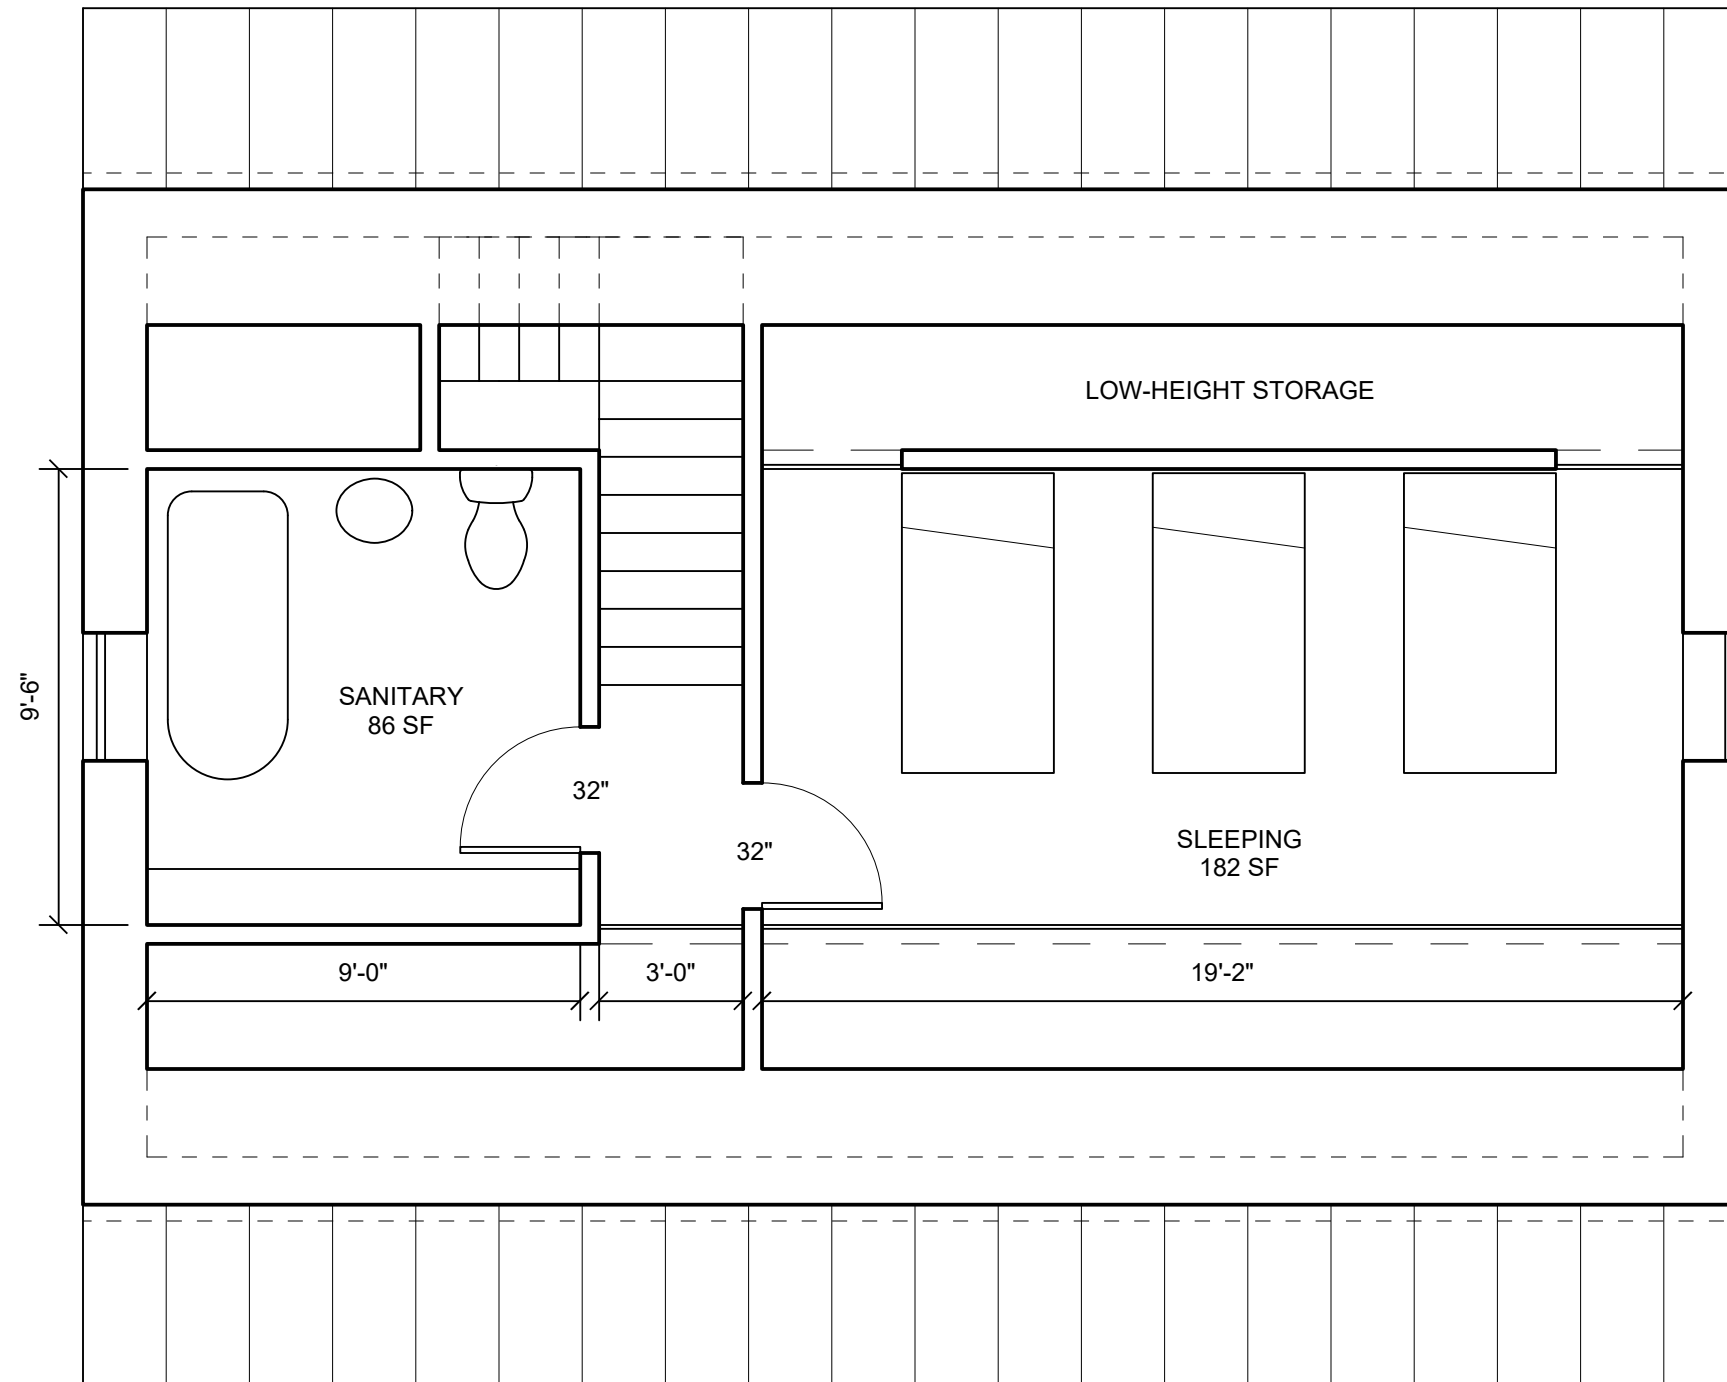 LOW-HEIGHT STORAGE
9'-6"
SANITARY
86 SF
32"
32"
SLEEPING
182 SF
9'-0"
3'-0"
19'-2"